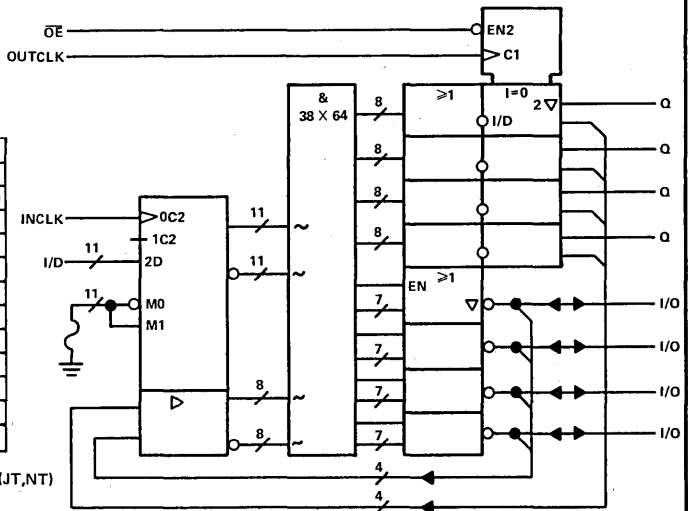 OE
EN2
OUTCLK
C1
&
38 X 64
8
≥1
I=0
2▽
Q
I/D
8
Q
8
Q
INCLK
0C2
11
8
Q
1C2
I/D
11
2D
11
EN
≥1
11
M0
7
▽
I/O
M1
7
I/O
▷
8
7
I/O
8
7
I/O
(JT,NT)
4
4